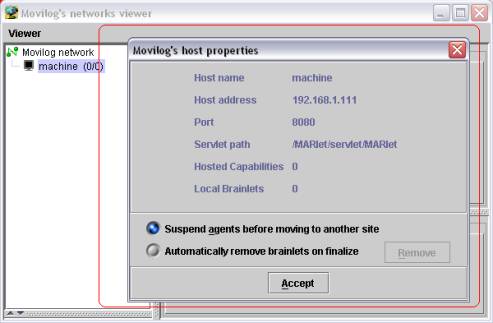 Movilog's networks viewer
Viewer
Movilog network
machine (0/0)
Movilog's host properties
Host name machine
Host address 192.168.1.111
Port 8080
Servlet path /MARlet/servlet/MARlet
Hosted Capabilities 0
Local Brainlets 0
Suspend agents before moving to another site
Automatically remove brainlets on finalize
Remove
Accept